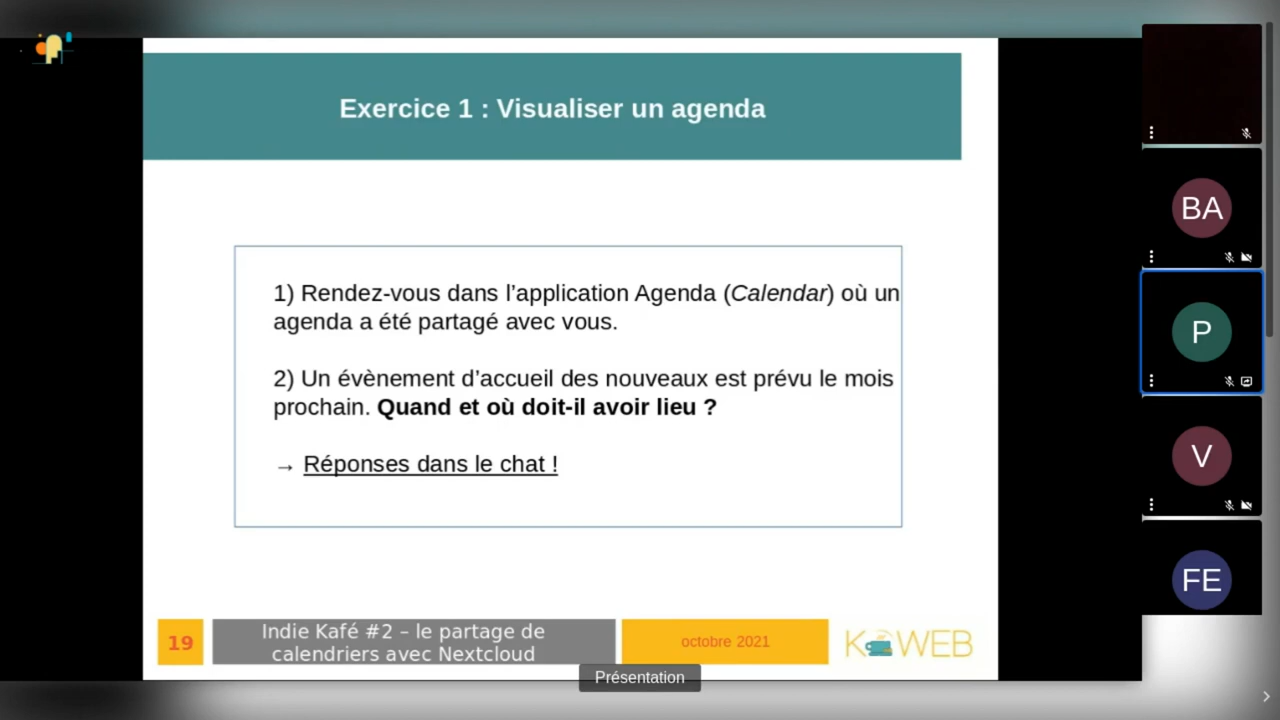 Exercice 1 : Visualiser un agenda
1) Rendez-vous dans l’application Agenda (Calendar) où un
agenda a été partagé avec vous.
2) Un évènement d’accueil des nouveaux est prévu le mois
prochain. Quand et où doit-il avoir lieu ?
→ Réponses dans le chat !
19
Indie Kafé #2 – le partage de
calendriers avec Nextcloud
octobre 2021
K WEB
Présentation
BA
P
V
FE